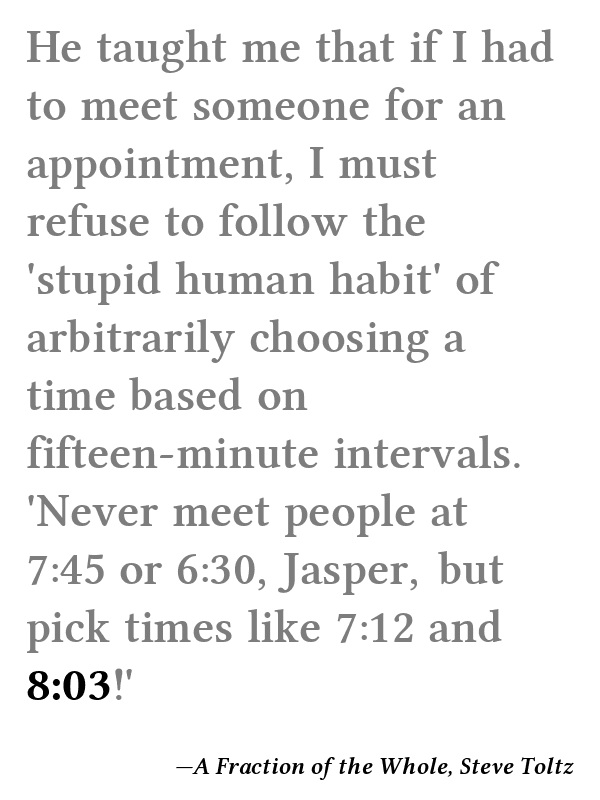 He taught me that if I had
to meet someone for an
appointment, I must
refuse to follow the
'stupid human habit' of
arbitrarily choosing a
time based on
fifteen-minute intervals.
'Never meet people at
7:45 or 6:30, Jasper, but
pick times like 7:12 and
8:03!'
—A Fraction of the Whole, Steve Toltz